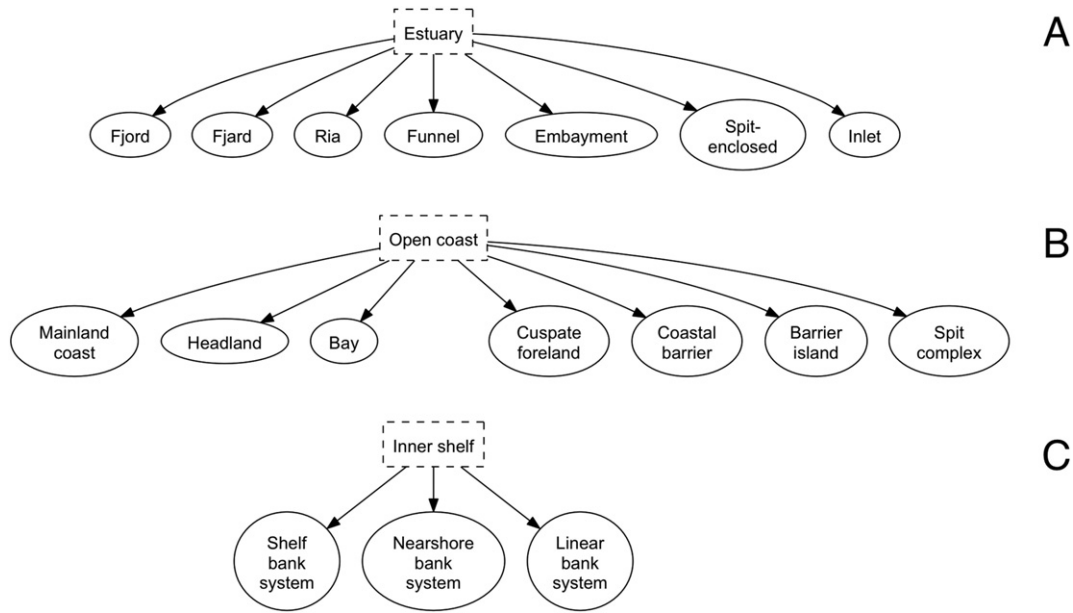 Estuary
A
Fjord
Fjard
Ria
Funnel
Embayment
Spit-
enclosed
Inlet
Open coast
B
Mainland
coast
Headland
Bay
Cuspate
foreland
Coastal
barrier
Barrier
island
Spit
complex
Inner shelf
C
Shelf
bank
system
Nearshore
bank
system
Linear
bank
system